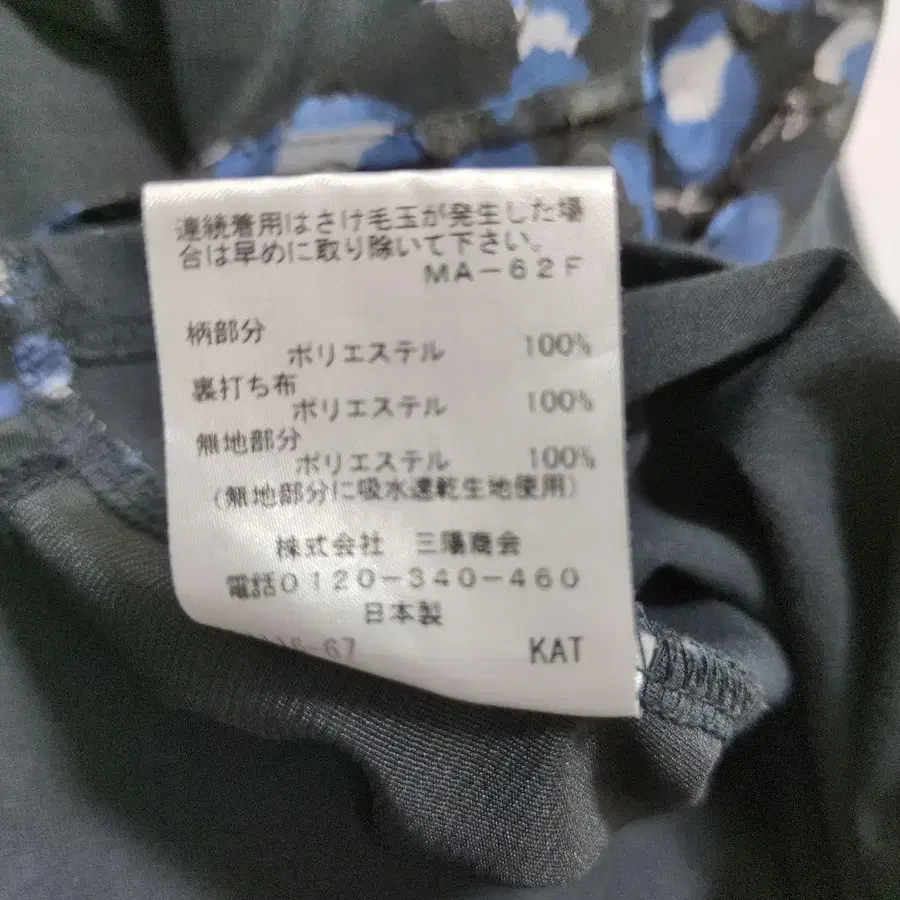 連続着用はさけ毛玉が発生した場
合は早めに取り除いて下さい。
MA-62F
柄部分
ポリエステル 100%
裏打ち布
ポリエステル 100%
無地部分
ポリエステル 100%
(無地部分に吸水速乾生地使用)
株式会社 三陽商会
電話0120-340-460
日本製
-67 KAT